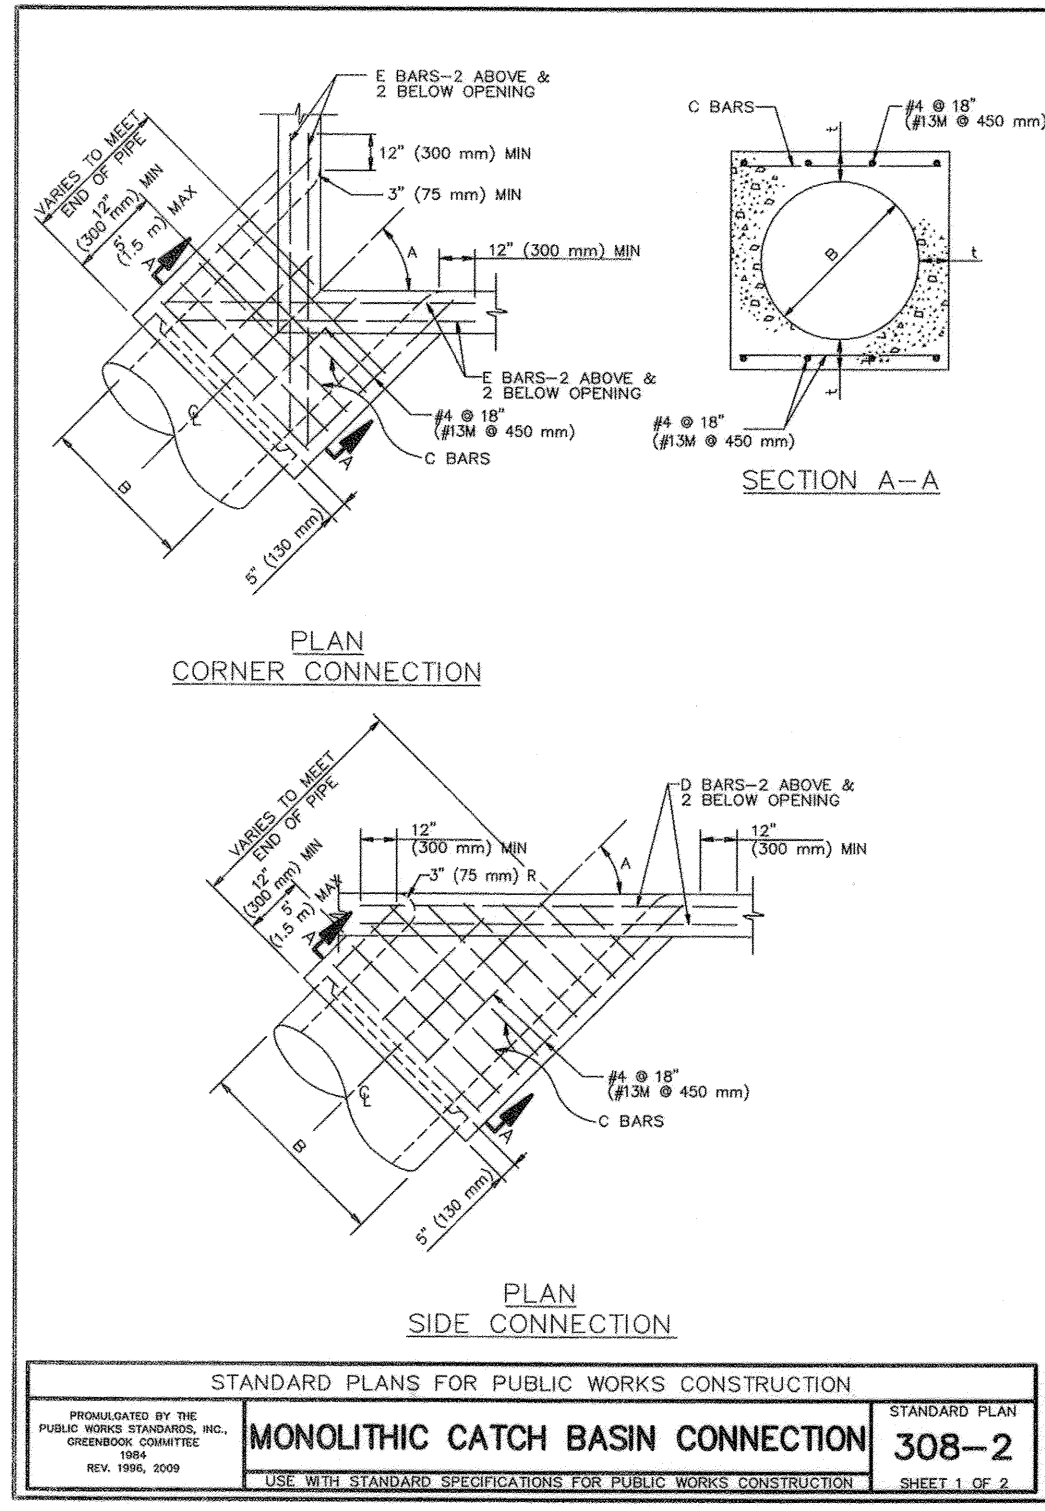 E BARS-2 ABOVE &
2 BELOW OPENING
12" (300 mm) MIN
3" (75 mm) MIN
12" (300 mm) MIN
A
VARIES TO MEET
END OF PIPE
12"
(300 mm) MIN
5'
(1.5 m) MAX
A
E BARS-2 ABOVE &
2 BELOW OPENING
#4 @ 18"
(#13M @ 450 mm)
C BARS
A
℄
B
5" (130 mm)
PLAN
CORNER CONNECTION
C BARS
#4 @ 18"
(#13M @ 450 mm)
t
B
t
t
#4 @ 18"
(#13M @ 450 mm)
SECTION A-A
VARIES TO MEET
END OF PIPE
12"
(300 mm) MIN
5'
(1.5 m) MAX
A
12"
(300 mm) MIN
3" (75 mm) R
D BARS-2 ABOVE &
2 BELOW OPENING
12"
(300 mm) MIN
A
#4 @ 18"
(#13M @ 450 mm)
C BARS
A
℄
B
5" (130 mm)
PLAN
SIDE CONNECTION
STANDARD PLANS FOR PUBLIC WORKS CONSTRUCTION
PROMULGATED BY THE
PUBLIC WORKS STANDARDS, INC.,
GREENBOOK COMMITTEE
1984
REV. 1996, 2009
MONOLITHIC CATCH BASIN CONNECTION
USE WITH STANDARD SPECIFICATIONS FOR PUBLIC WORKS CONSTRUCTION
STANDARD PLAN
308-2
SHEET 1 OF 2